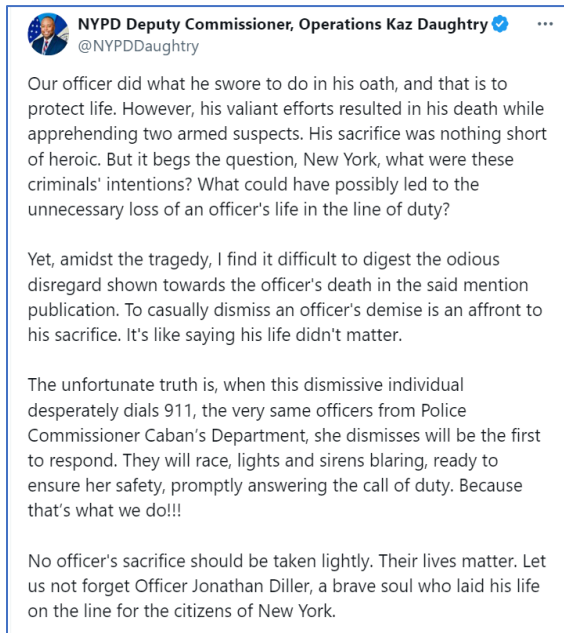 NYPD Deputy Commissioner, Operations Kaz Daughtry
@NYPDDaughtry
Our officer did what he swore to do in his oath, and that is to
protect life. However, his valiant efforts resulted in his death while
apprehending two armed suspects. His sacrifice was nothing short
of heroic. But it begs the question, New York, what were these
criminals' intentions? What could have possibly led to the
unnecessary loss of an officer's life in the line of duty?
Yet, amidst the tragedy, I find it difficult to digest the odious
disregard shown towards the officer's death in the said mention
publication. To casually dismiss an officer's demise is an affront to
his sacrifice. It's like saying his life didn't matter.
The unfortunate truth is, when this dismissive individual
desperately dials 911, the very same officers from Police
Commissioner Caban’s Department, she dismisses will be the first
to respond. They will race, lights and sirens blaring, ready to
ensure her safety, promptly answering the call of duty. Because
that’s what we do!!!
No officer's sacrifice should be taken lightly. Their lives matter. Let
us not forget Officer Jonathan Diller, a brave soul who laid his life
on the line for the citizens of New York.